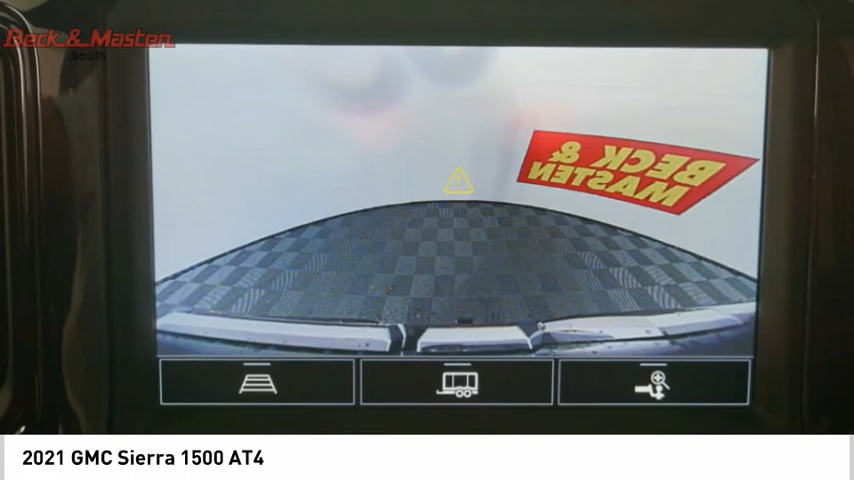 Beck & Masten
South
BECK &
MASTEN
2021 GMC Sierra 1500 AT4